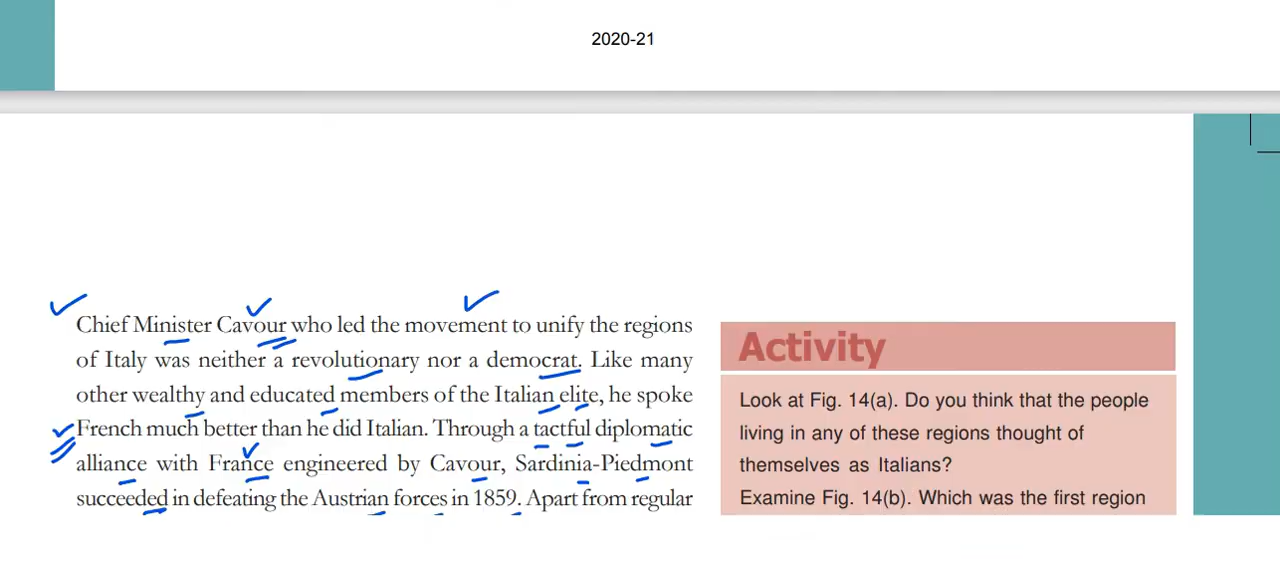 2020-21
Chief Minister Cavour who led the movement to unify the regions
of Italy was neither a revolutionary nor a democrat. Like many
other wealthy and educated members of the Italian elite, he spoke
French much better than he did Italian. Through a tactful diplomatic
alliance with France engineered by Cavour, Sardinia-Piedmont
succeeded in defeating the Austrian forces in 1859. Apart from regular
Activity
Look at Fig. 14(a). Do you think that the people
living in any of these regions thought of
themselves as Italians?
Examine Fig. 14(b). Which was the first region